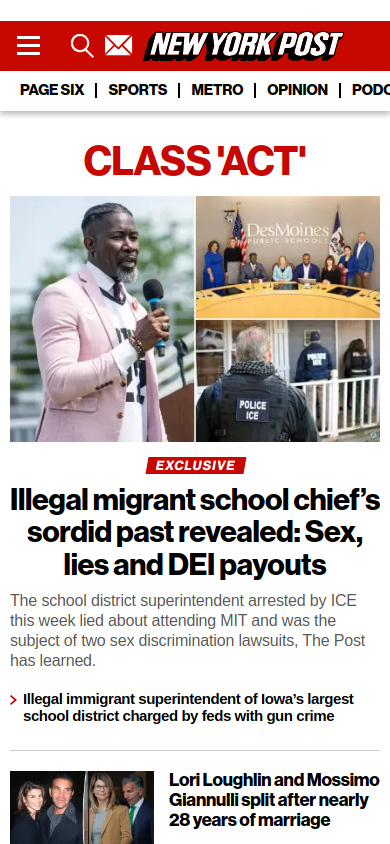 NEW YORK POST
PAGE SIX
SPORTS
METRO
OPINION
PODC
CLASS 'ACT'
DesMoines
PUBLIC SCHOOLS
POLICE
ICE
POLICE
ICE
EXCLUSIVE
Illegal migrant school chief’s
sordid past revealed: Sex,
lies and DEI payouts
The school district superintendent arrested by ICE
this week lied about attending MIT and was the
subject of two sex discrimination lawsuits, The Post
has learned.
Illegal immigrant superintendent of Iowa’s largest
school district charged by feds with gun crime
Lori Loughlin and Mossimo
Giannulli split after nearly
28 years of marriage